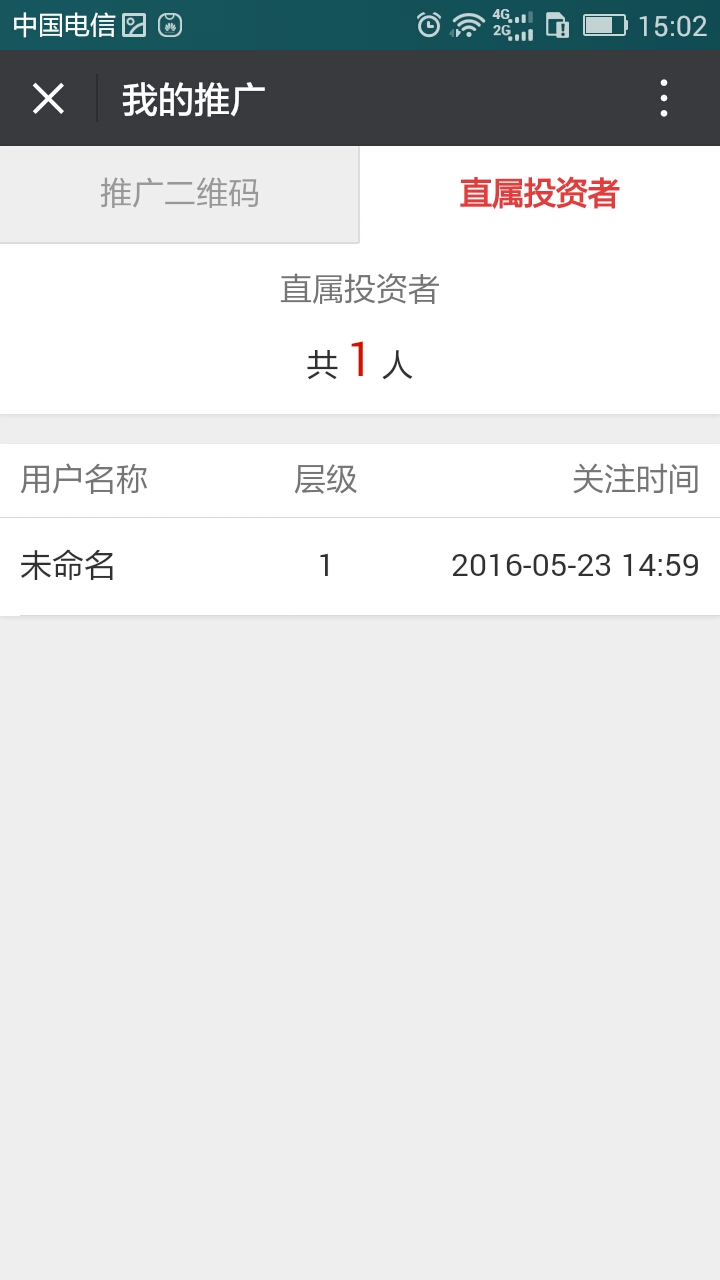 中国电信 4G 2G 15:02
我的推广
推广二维码 直属投资者
直属投资者
共 1 人
用户名称 层级 关注时间
未命名 1 2016-05-23 14:59